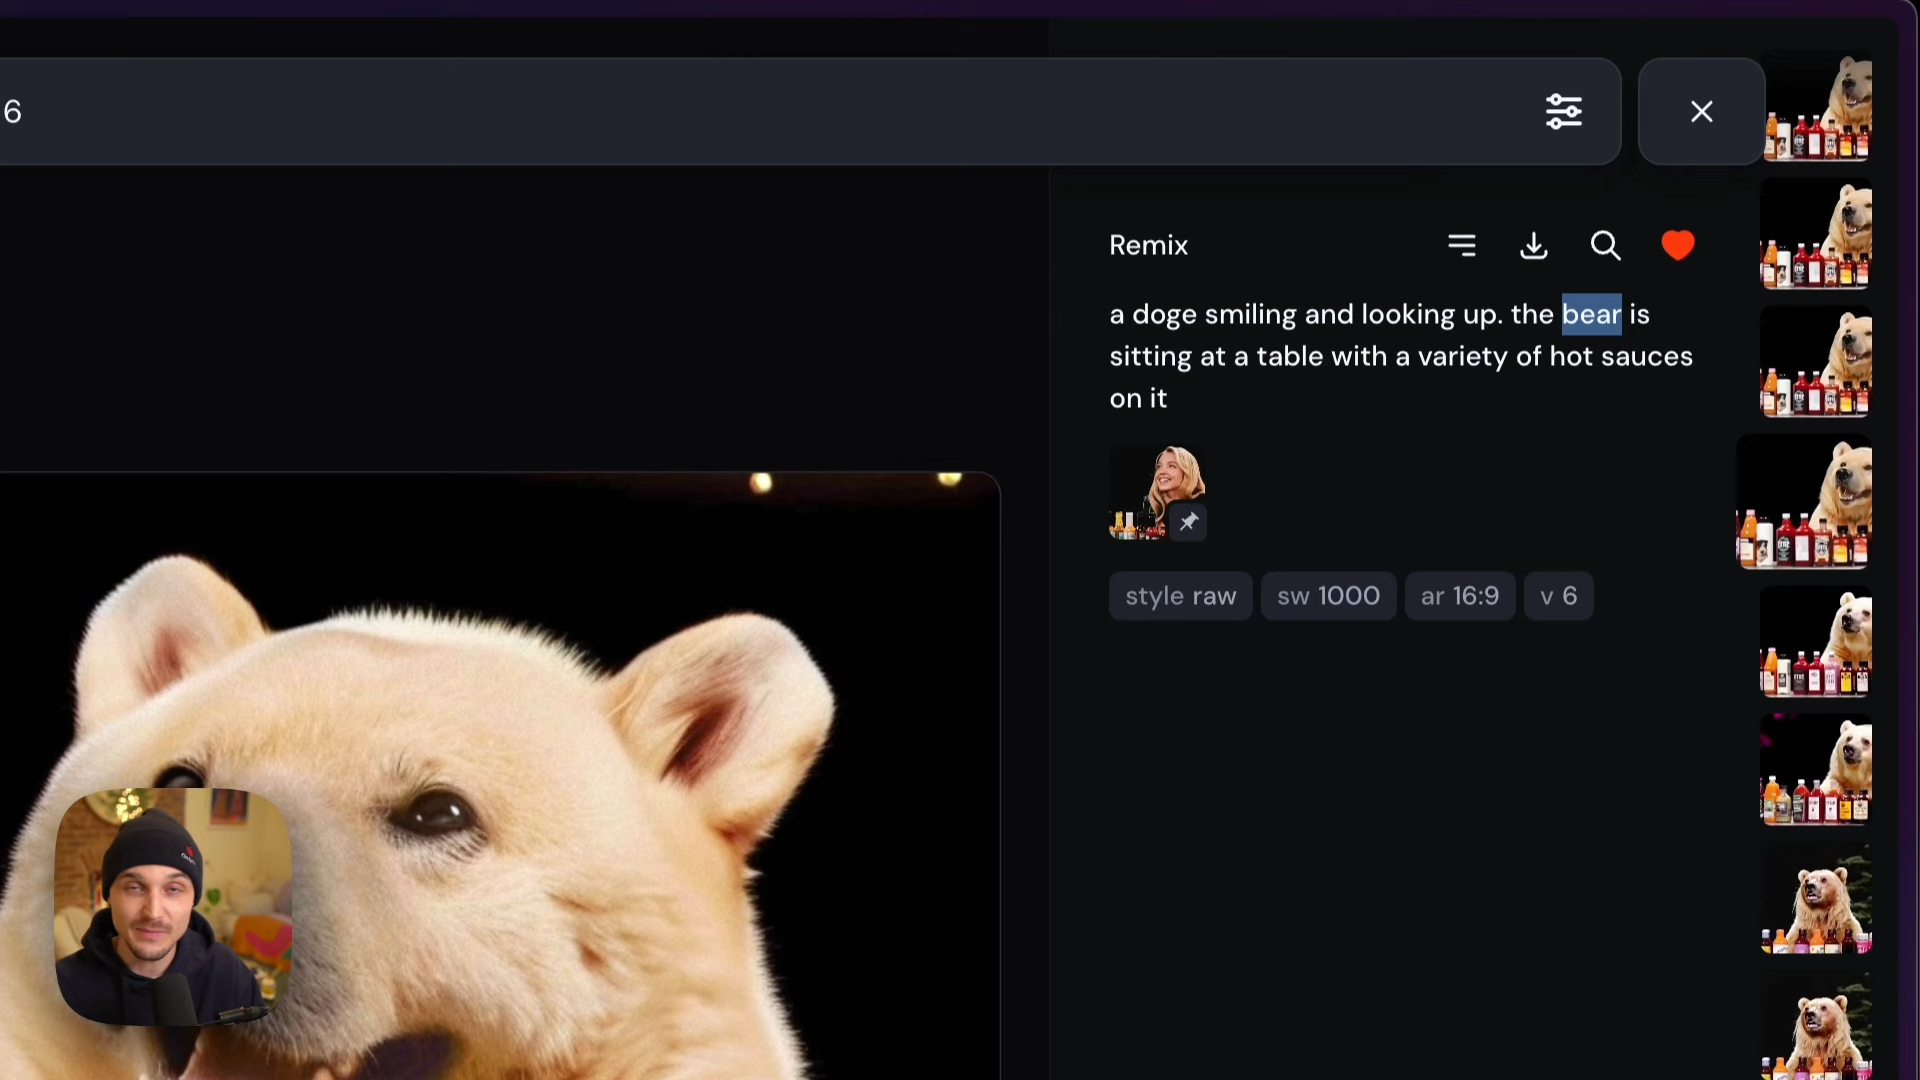 6
Remix
a doge smiling and looking up. the bear is
sitting at a table with a variety of hot sauces
on it
style raw sw 1000 ar 16:9 v 6